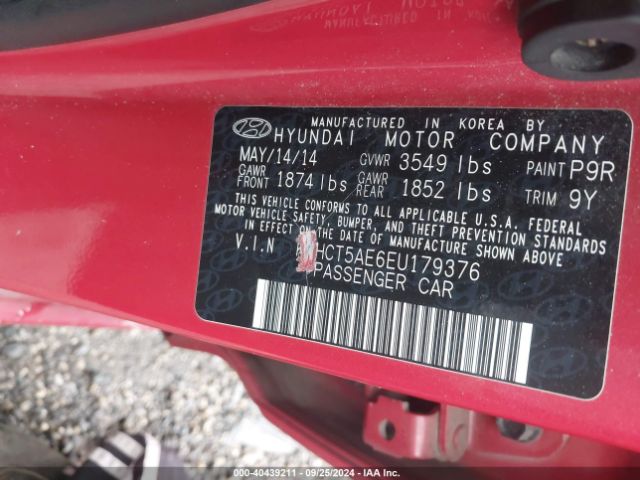 MANUFACTURED IN KOREA BY
HYUNDAI MOTOR COMPANY
MAY/14/14 GVWR 3549 lbs PAINT P9R
GAWR FRONT 1874 lbs GAWR REAR 1852 lbs TRIM 9Y
THIS VEHICLE CONFORMS TO ALL APPLICABLE U.S.A. FEDERAL
MOTOR VEHICLE SAFETY, BUMPER, AND THEFT PREVENTION STANDARDS
IN EFFECT ON THE DATE OF MANUFACTURE SHOWN ABOVE
V.I.N HCT5AE6EU179376
PASSENGER CAR
000-40439211 - 09/25/2024 - IAA Inc.